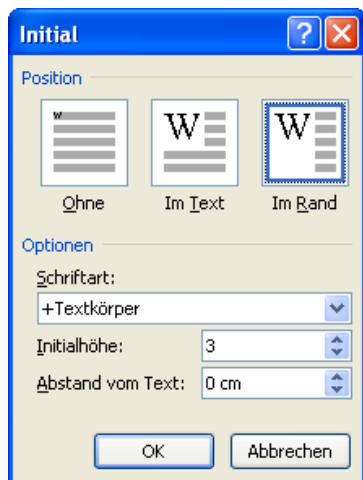 Initial
Position
W W W
Ohne Im Text Im Rand
Optionen
Schriftart:
+Textkörper
Initialhöhe: 3
Abstand vom Text: 0 cm
OK Abbrechen